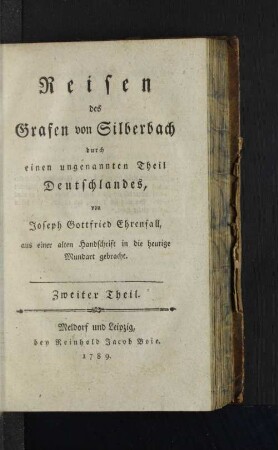 Reisen
des
Grafen von Silberbach
durch
einen ungenannten Theil
Deutschlandes,
von
Joseph Gottfried Ehrenfall,
aus einer alten Handschrift in die heutige
Mundart gebracht.
Zweiter Theil.
Meldorf und Leipzig,
bey Reinhold Jacob Boie.
1789.